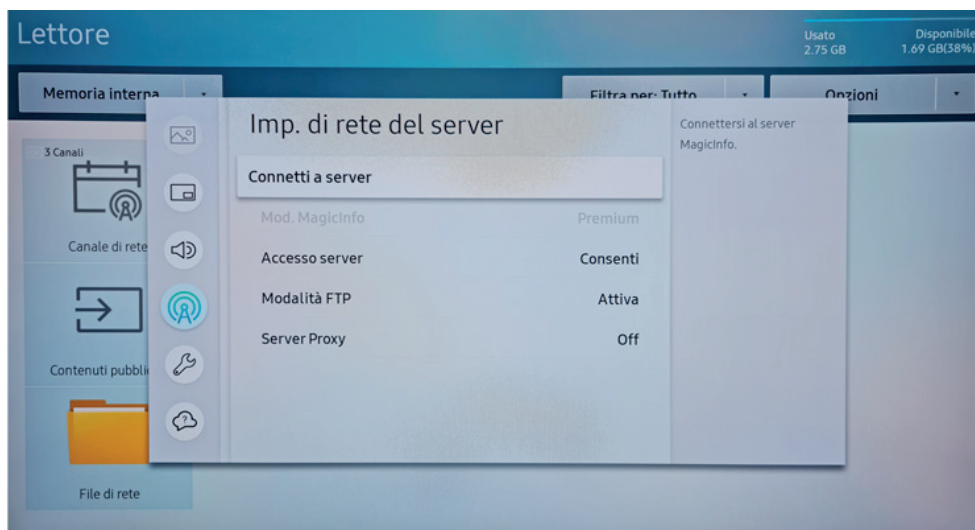 Lettore
Usato
2.75 GB
Disponibile
1.69 GB(38%)
Memoria interna
Filtra per: Tutto
Opzioni
3 Canali
Canale di rete
Contenuti pubbli
File di rete
Imp. di rete del server
Connetti a server
Mod. MagicInfo Premium
Accesso server Consenti
Modalità FTP Attiva
Server Proxy Off
Connettersi al server
MagicInfo.